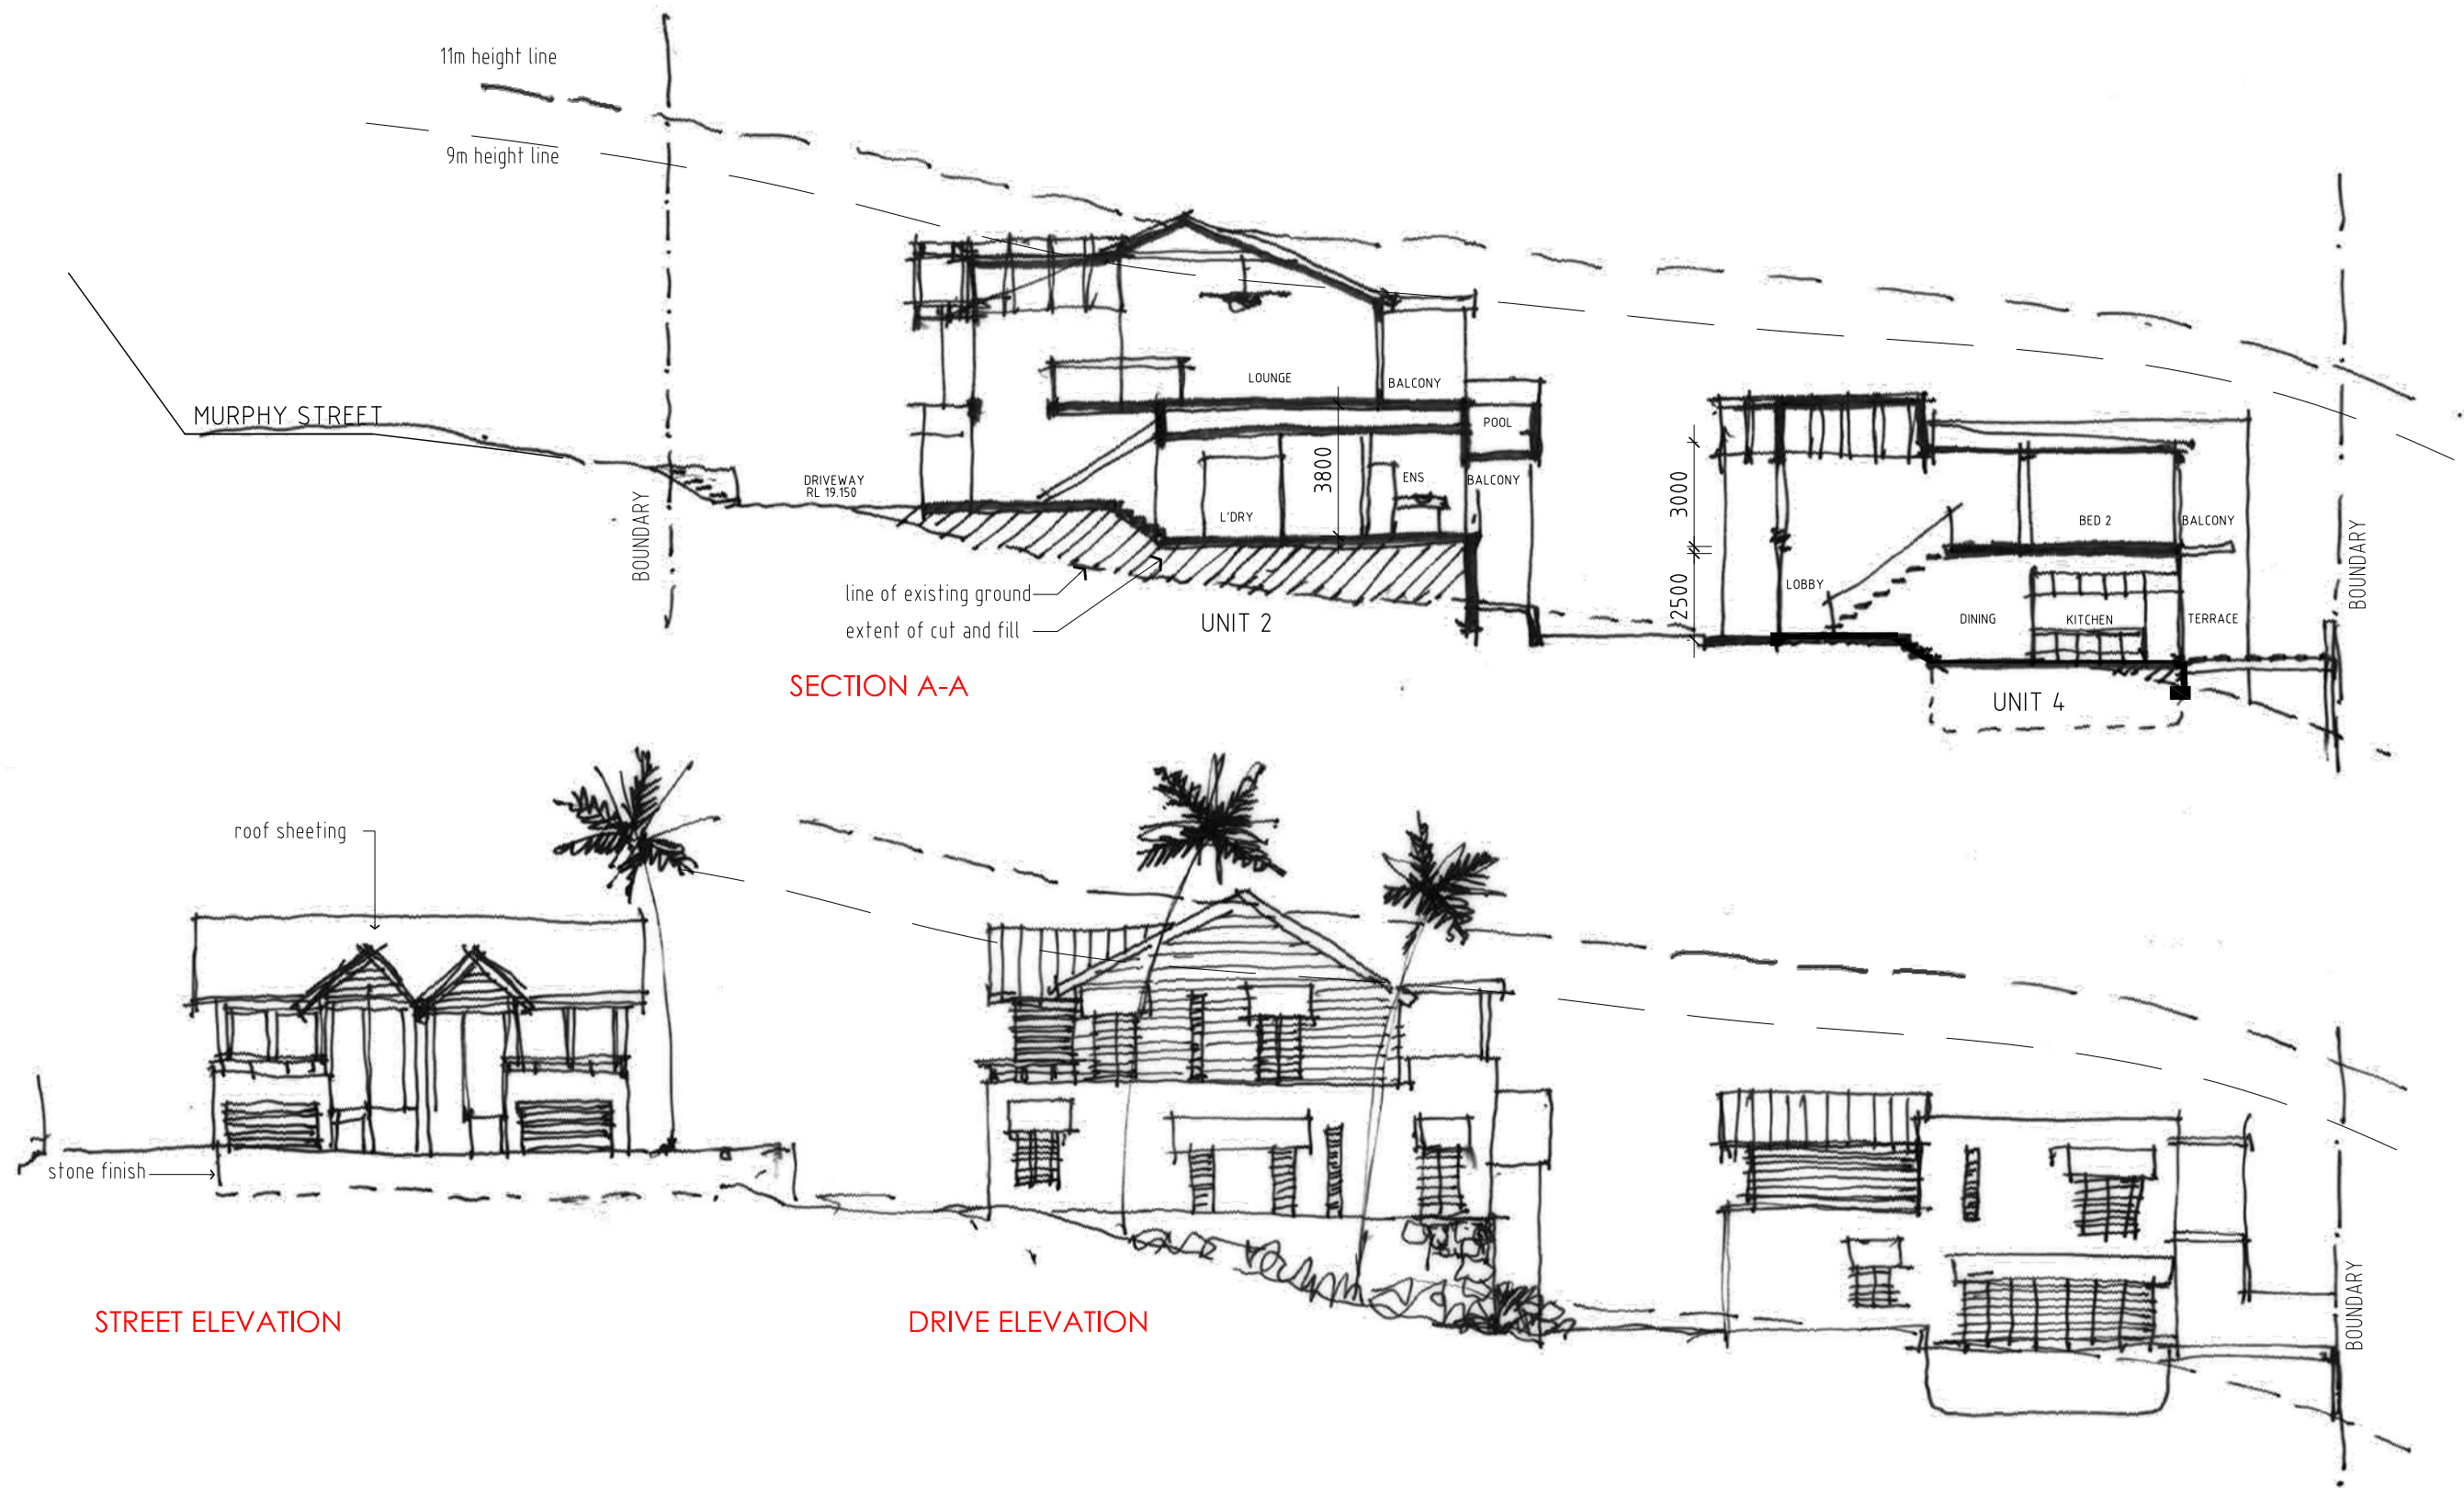 11m height line
9m height line
MURPHY STREET
BOUNDARY
DRIVEWAY
RL 19.150
LOUNGE
BALCONY
POOL
3800
ENS
BALCONY
L'DRY
line of existing ground
extent of cut and fill
UNIT 2
3000
2500
LOBBY
BED 2
BALCONY
DINING
KITCHEN
TERRACE
UNIT 4
BOUNDARY
SECTION A-A
roof sheeting
stone finish
STREET ELEVATION
DRIVE ELEVATION
BOUNDARY